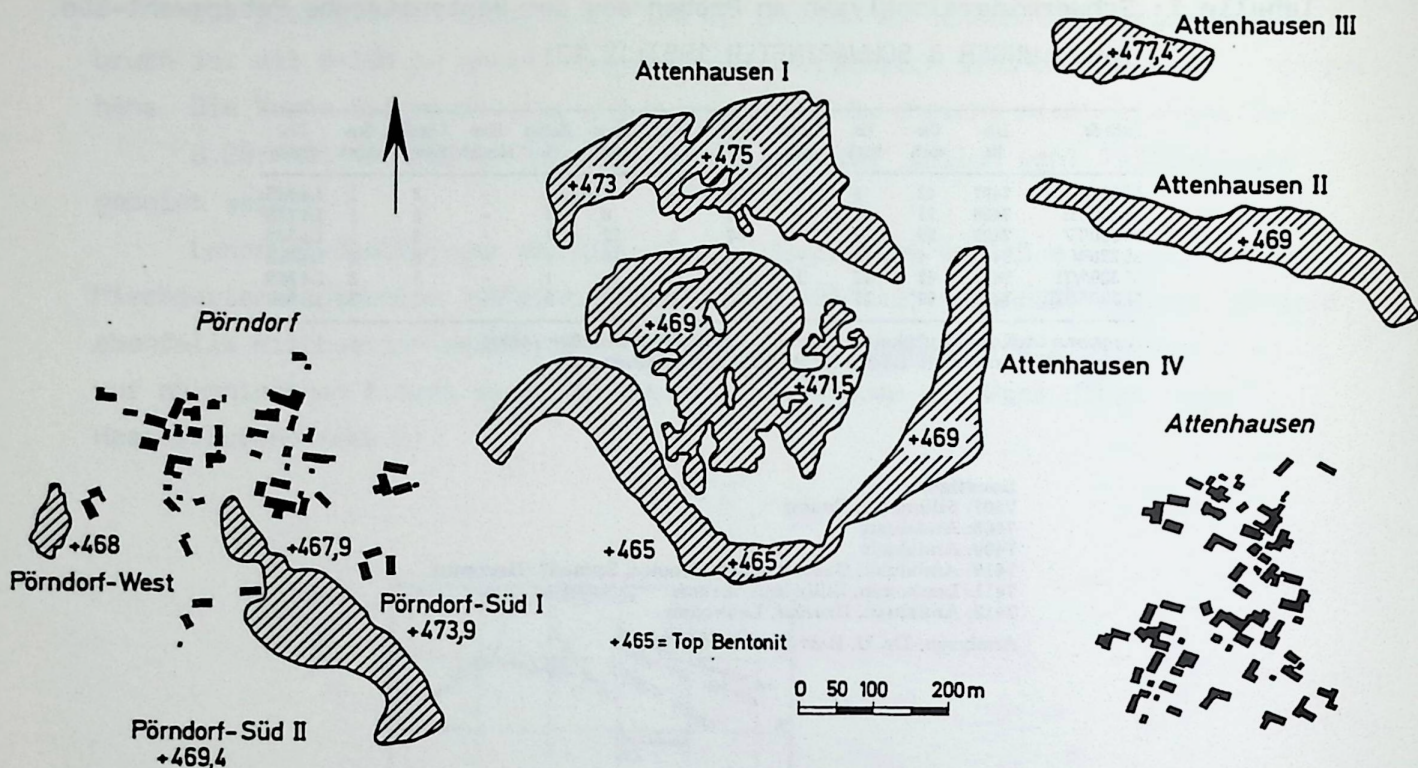 Attenhausen III
+477,4
Attenhausen I
+475
+473
Attenhausen II
+469
Pörndorf
+469
+471,5
Attenhausen IV
+469
Attenhausen
+468
+467,9
+465
+465
Pörndorf-West
Pörndorf-Süd I
+473,9
+465 = Top Bentonit
0 50 100 200 m
Pörndorf-Süd II
+469,4